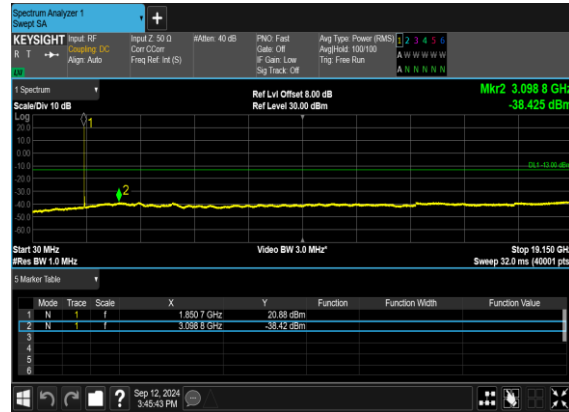 Spectrum Analyzer 1
Swept SA
+
KEYSIGHT Input: RF Input Z: 50 Ω #Atten: 40 dB PNO: Fast Avg Type: Power (RMS) 1 2 3 4 5 6
R T Coupling: DC Corr CCorr Gate: Off Avg|Hold: 100/100 A W W W W W
Align: Auto Freq Ref: Int (S) IF Gain: Low Trig: Free Run
Sig Track: Off A N N N N N
LW
1 Spectrum Ref Lvl Offset 8.00 dB Mkr2 3.098 8 GHz
Scale/Div 10 dB Ref Level 30.00 dBm -38.425 dBm
Log
20.0
10.0
0.00
-10.0
-20.0
-30.0
-40.0
-50.0
-60.0
1
DL1 -13.00 dBm
2
Start 30 MHz Video BW 3.0 MHz* Stop 19.150 GHz
#Res BW 1.0 MHz Sweep 32.0 ms (40001 pts)
5 Marker Table
Mode Trace Scale X Y Function Function Width Function Value
1 N 1 f 1.850 7 GHz 20.88 dBm
2 N 1 f 3.098 8 GHz -38.42 dBm
3
4
5
6
? Sep 12, 2024
3:45:43 PM